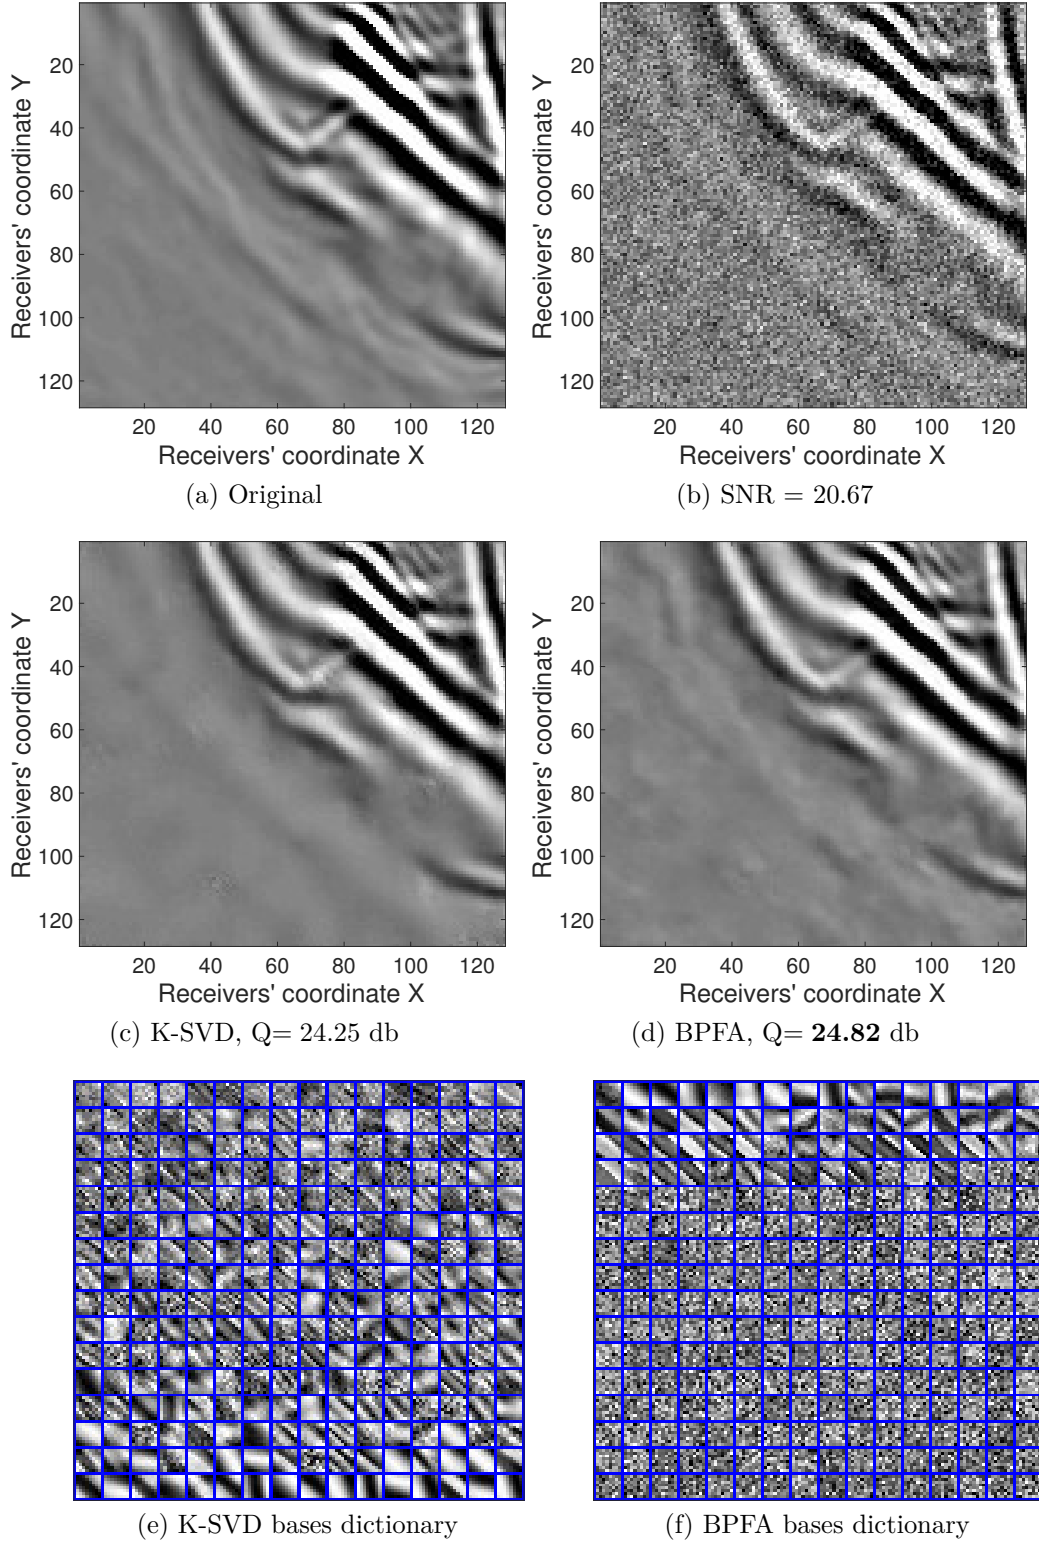 20
40
60
80
100
120
Receivers' coordinate Y
20 40 60 80 100 120
Receivers' coordinate X
(a) Original
20
40
60
80
100
120
Receivers' coordinate Y
20 40 60 80 100 120
Receivers' coordinate X
(b) SNR = 20.67
20
40
60
80
100
120
Receivers' coordinate Y
20 40 60 80 100 120
Receivers' coordinate X
(c) K-SVD, Q= 24.25 db
20
40
60
80
100
120
Receivers' coordinate Y
20 40 60 80 100 120
Receivers' coordinate X
(d) BPFA, Q= 24.82 db
(e) K-SVD bases dictionary
(f) BPFA bases dictionary